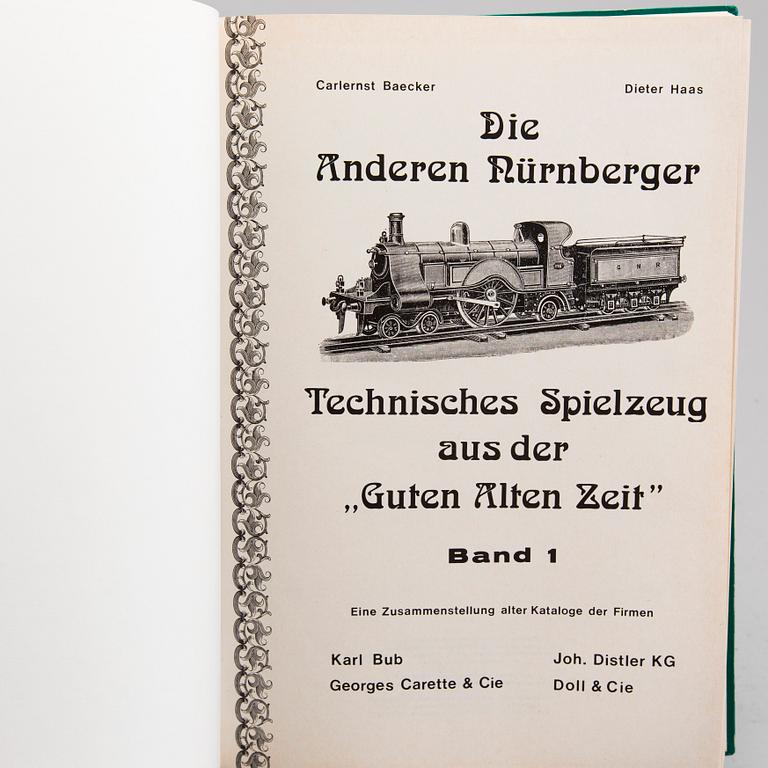 Carlernst Baecker Dieter Haas
Die
Anderen Nürnberger
G N R
Technisches Spielzeug
aus der
„Guten Alten Zeit”
Band 1
Eine Zusammenstellung alter Kataloge der Firmen
Karl Bub Joh. Distler KG
Georges Carette & Cie Doll & Cie